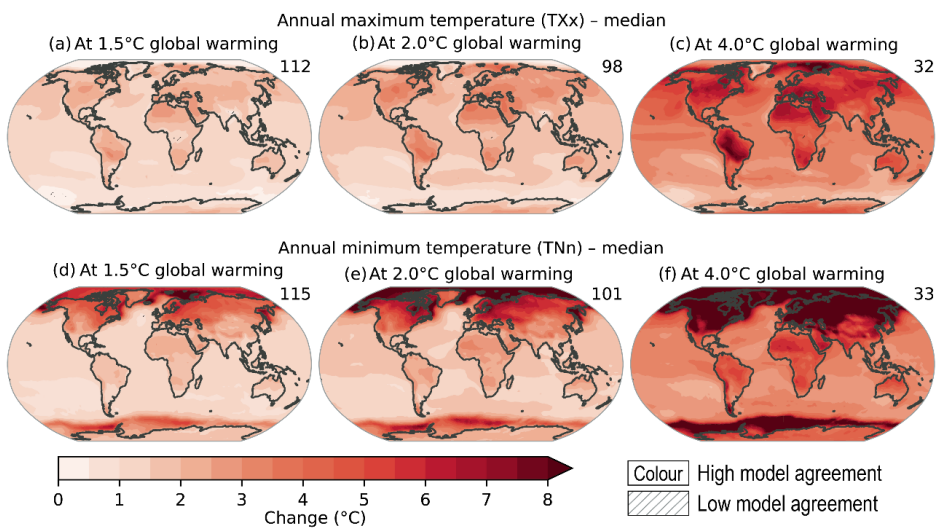 Annual maximum temperature (TXx) – median
(a) At 1.5°C global warming
112
(b) At 2.0°C global warming
98
(c) At 4.0°C global warming
32
Annual minimum temperature (TNn) – median
(d) At 1.5°C global warming
115
(e) At 2.0°C global warming
101
(f) At 4.0°C global warming
33
0 1 2 3 4 5 6 7 8
Change (°C)
Colour High model agreement
Low model agreement